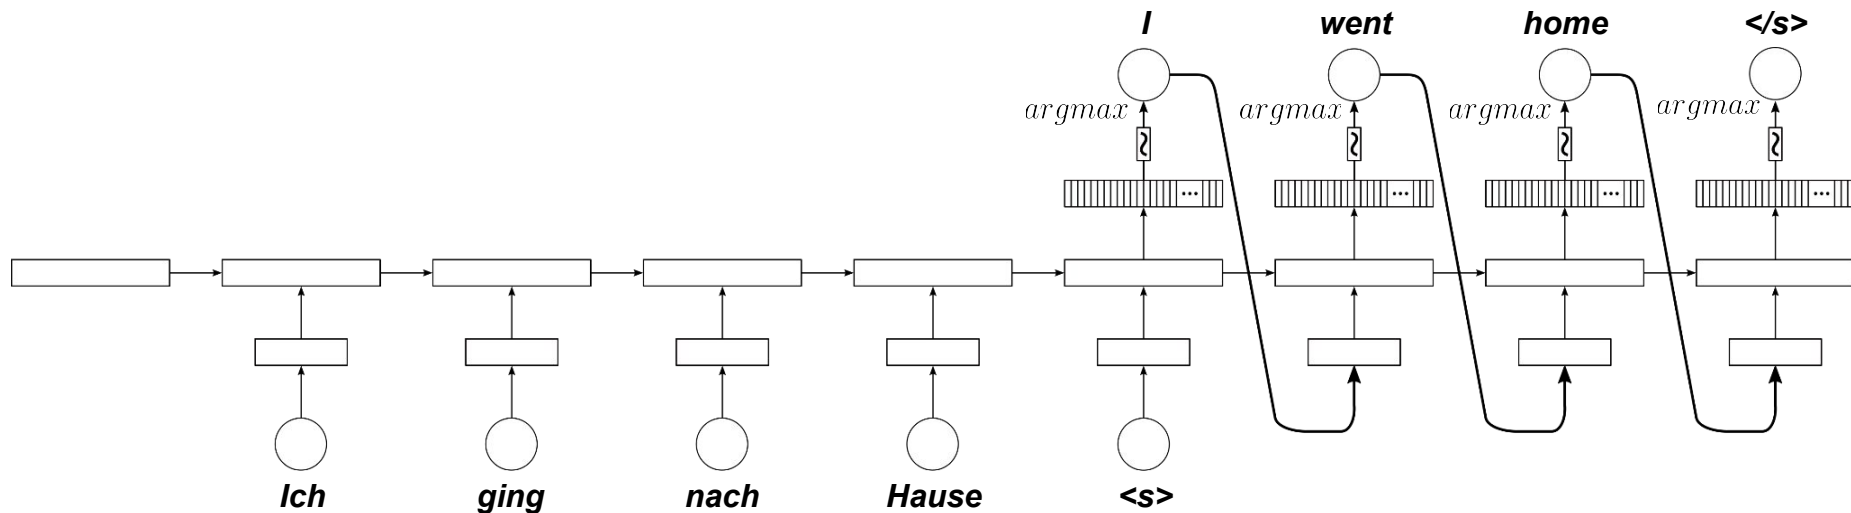 I went home </s>
argmax argmax argmax argmax
... ... ... ...
Ich ging nach Hause <s>